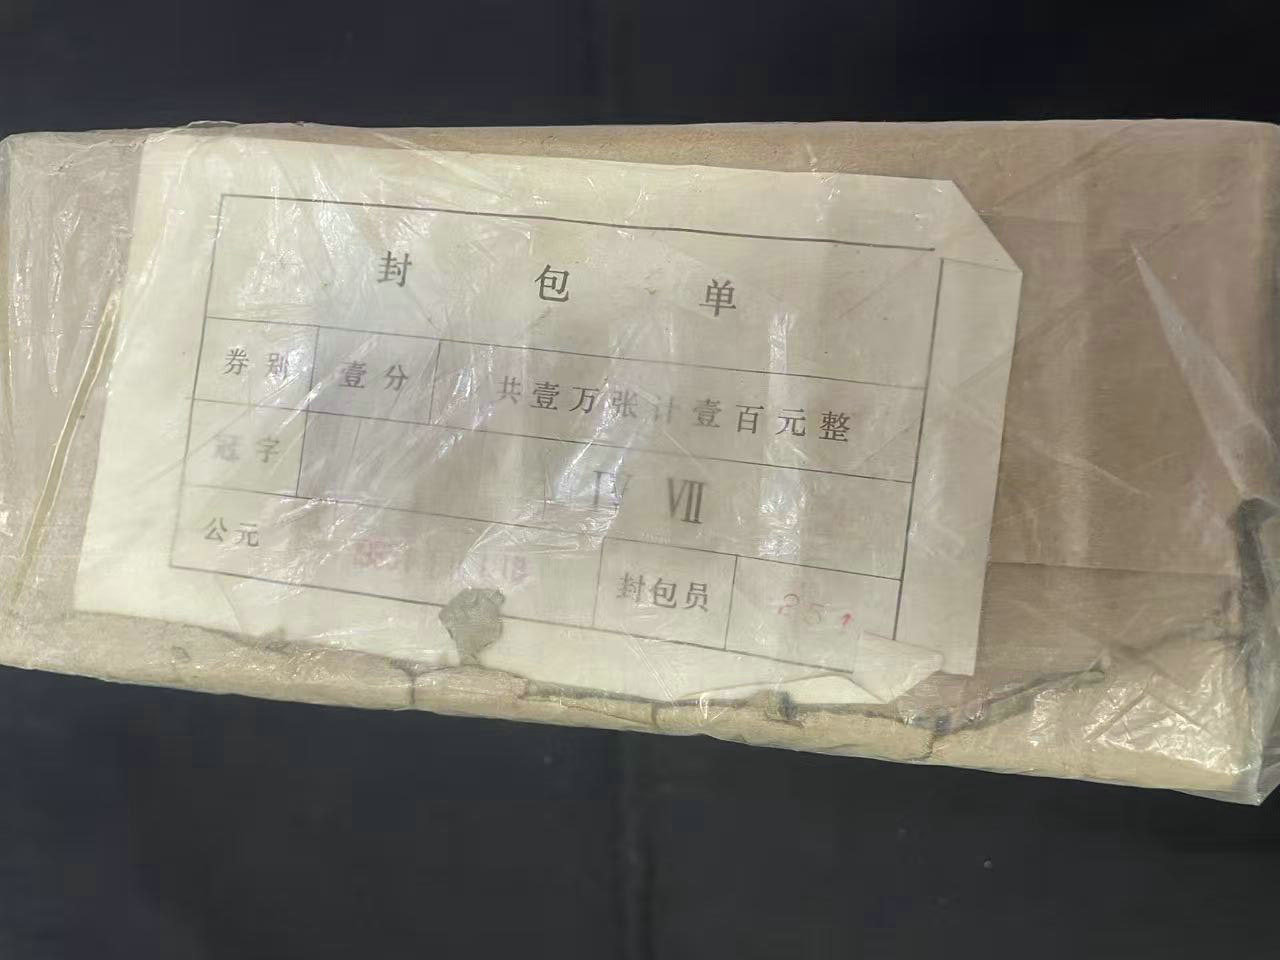 封包单
券别 壹分 共壹万张计壹百元整
冠字 IV VII
公元 封包员 251